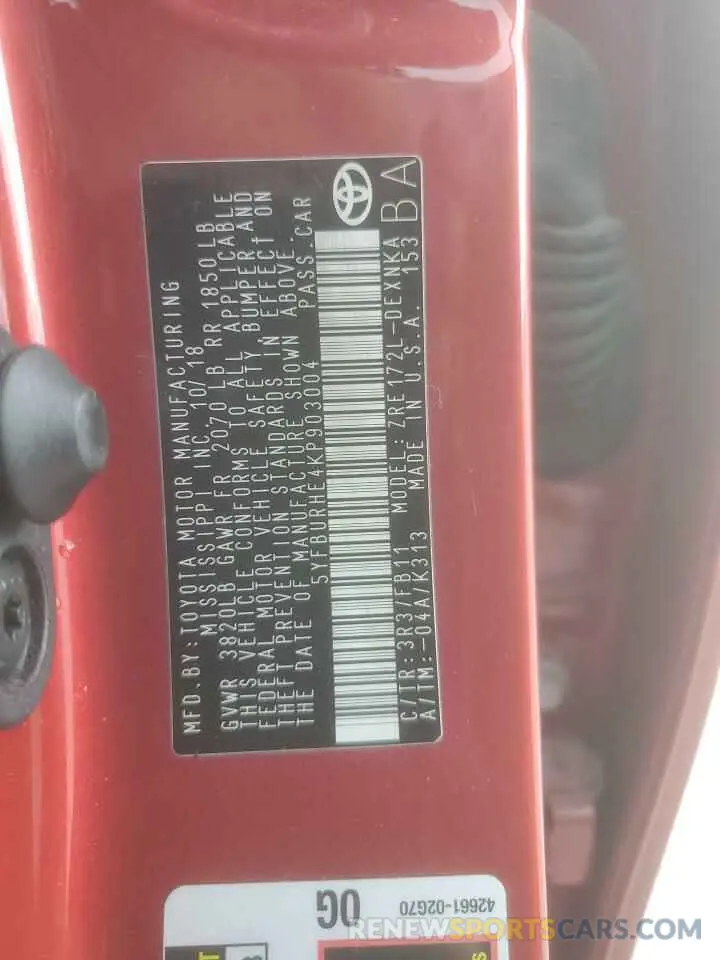 MFD.BY:TOYOTA MOTOR MANUFACTURING
MISSISSIPPI INC. 10/18
GVWR 3820LB GAWR FR 2070 LB RR 1850 LB
THIS VEHICLE CONFORMS TO ALL APPLICABLE
FEDERAL MOTOR VEHICLE SAFETY, BUMPER AND
THEFT PREVENTION STANDARDS IN EFFECT ON
THE DATE OF MANUFACTURE SHOWN ABOVE.
5YFBURHE4KP903004 PASS.CAR
C/TR:3R3/FB11 MODEL:ZRE172L-DEXNKA
A/TM:-04A/K313 MADE IN U.S.A. 153
BA
0G
42661-02G70
RENEWSPORTSCARS.COM